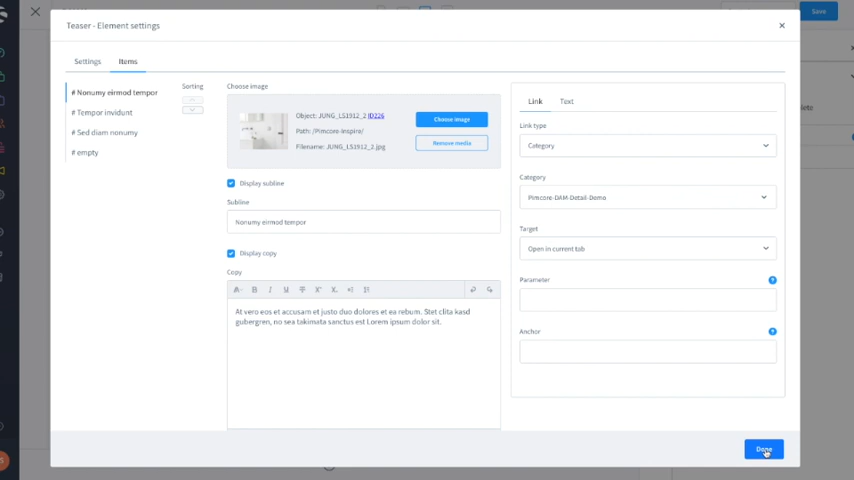 Save
Teaser - Element settings
Settings
Items
# Nonumy eirmod tempor
# Tempor invidunt
# Sed diam nonumy
# empty
Sorting
Choose image
Object: JUNG_LS1912_2 ID226
Path: /Pimcore-Inspire/
Filename: JUNG_LS1912_2.jpg
Choose image
Remove media
Display subline
Subline
Nonumy eirmod tempor
Display copy
Copy
At vero eos et accusam et justo duo dolores et ea rebum. Stet clita kasd
gubergren, no sea takimata sanctus est Lorem ipsum dolor sit.
Link
Text
Link type
Category
Category
Pimcore-DAM-Detail-Demo
Target
Open in current tab
Parameter
Anchor
Done